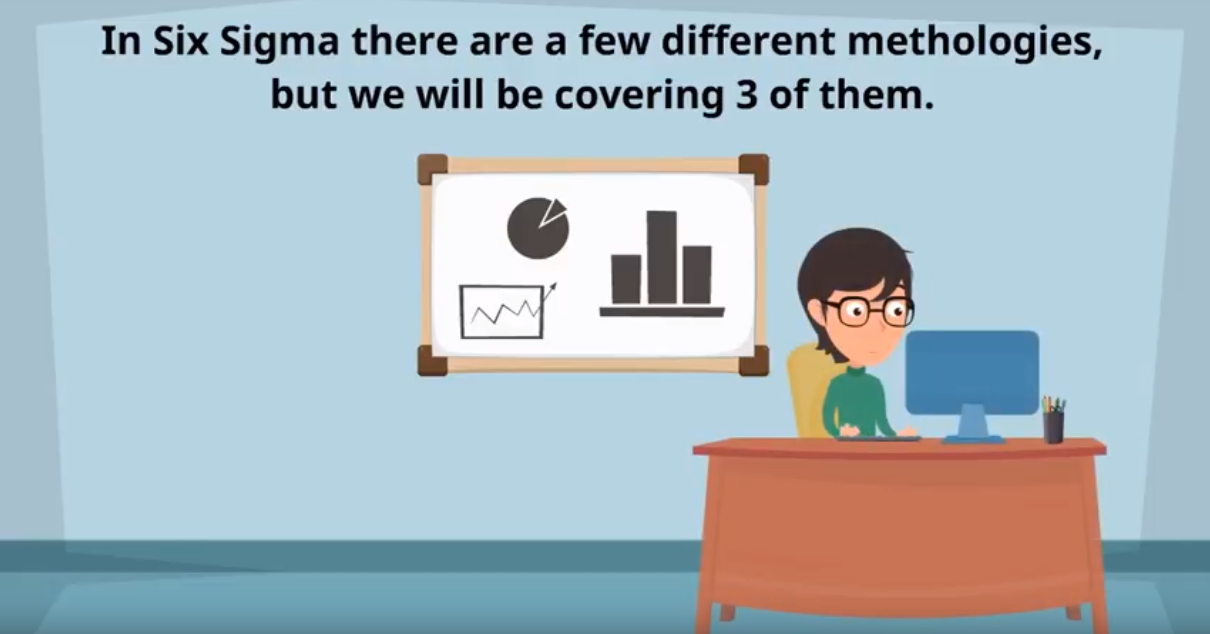 In Six Sigma there are a few different methologies,
but we will be covering 3 of them.